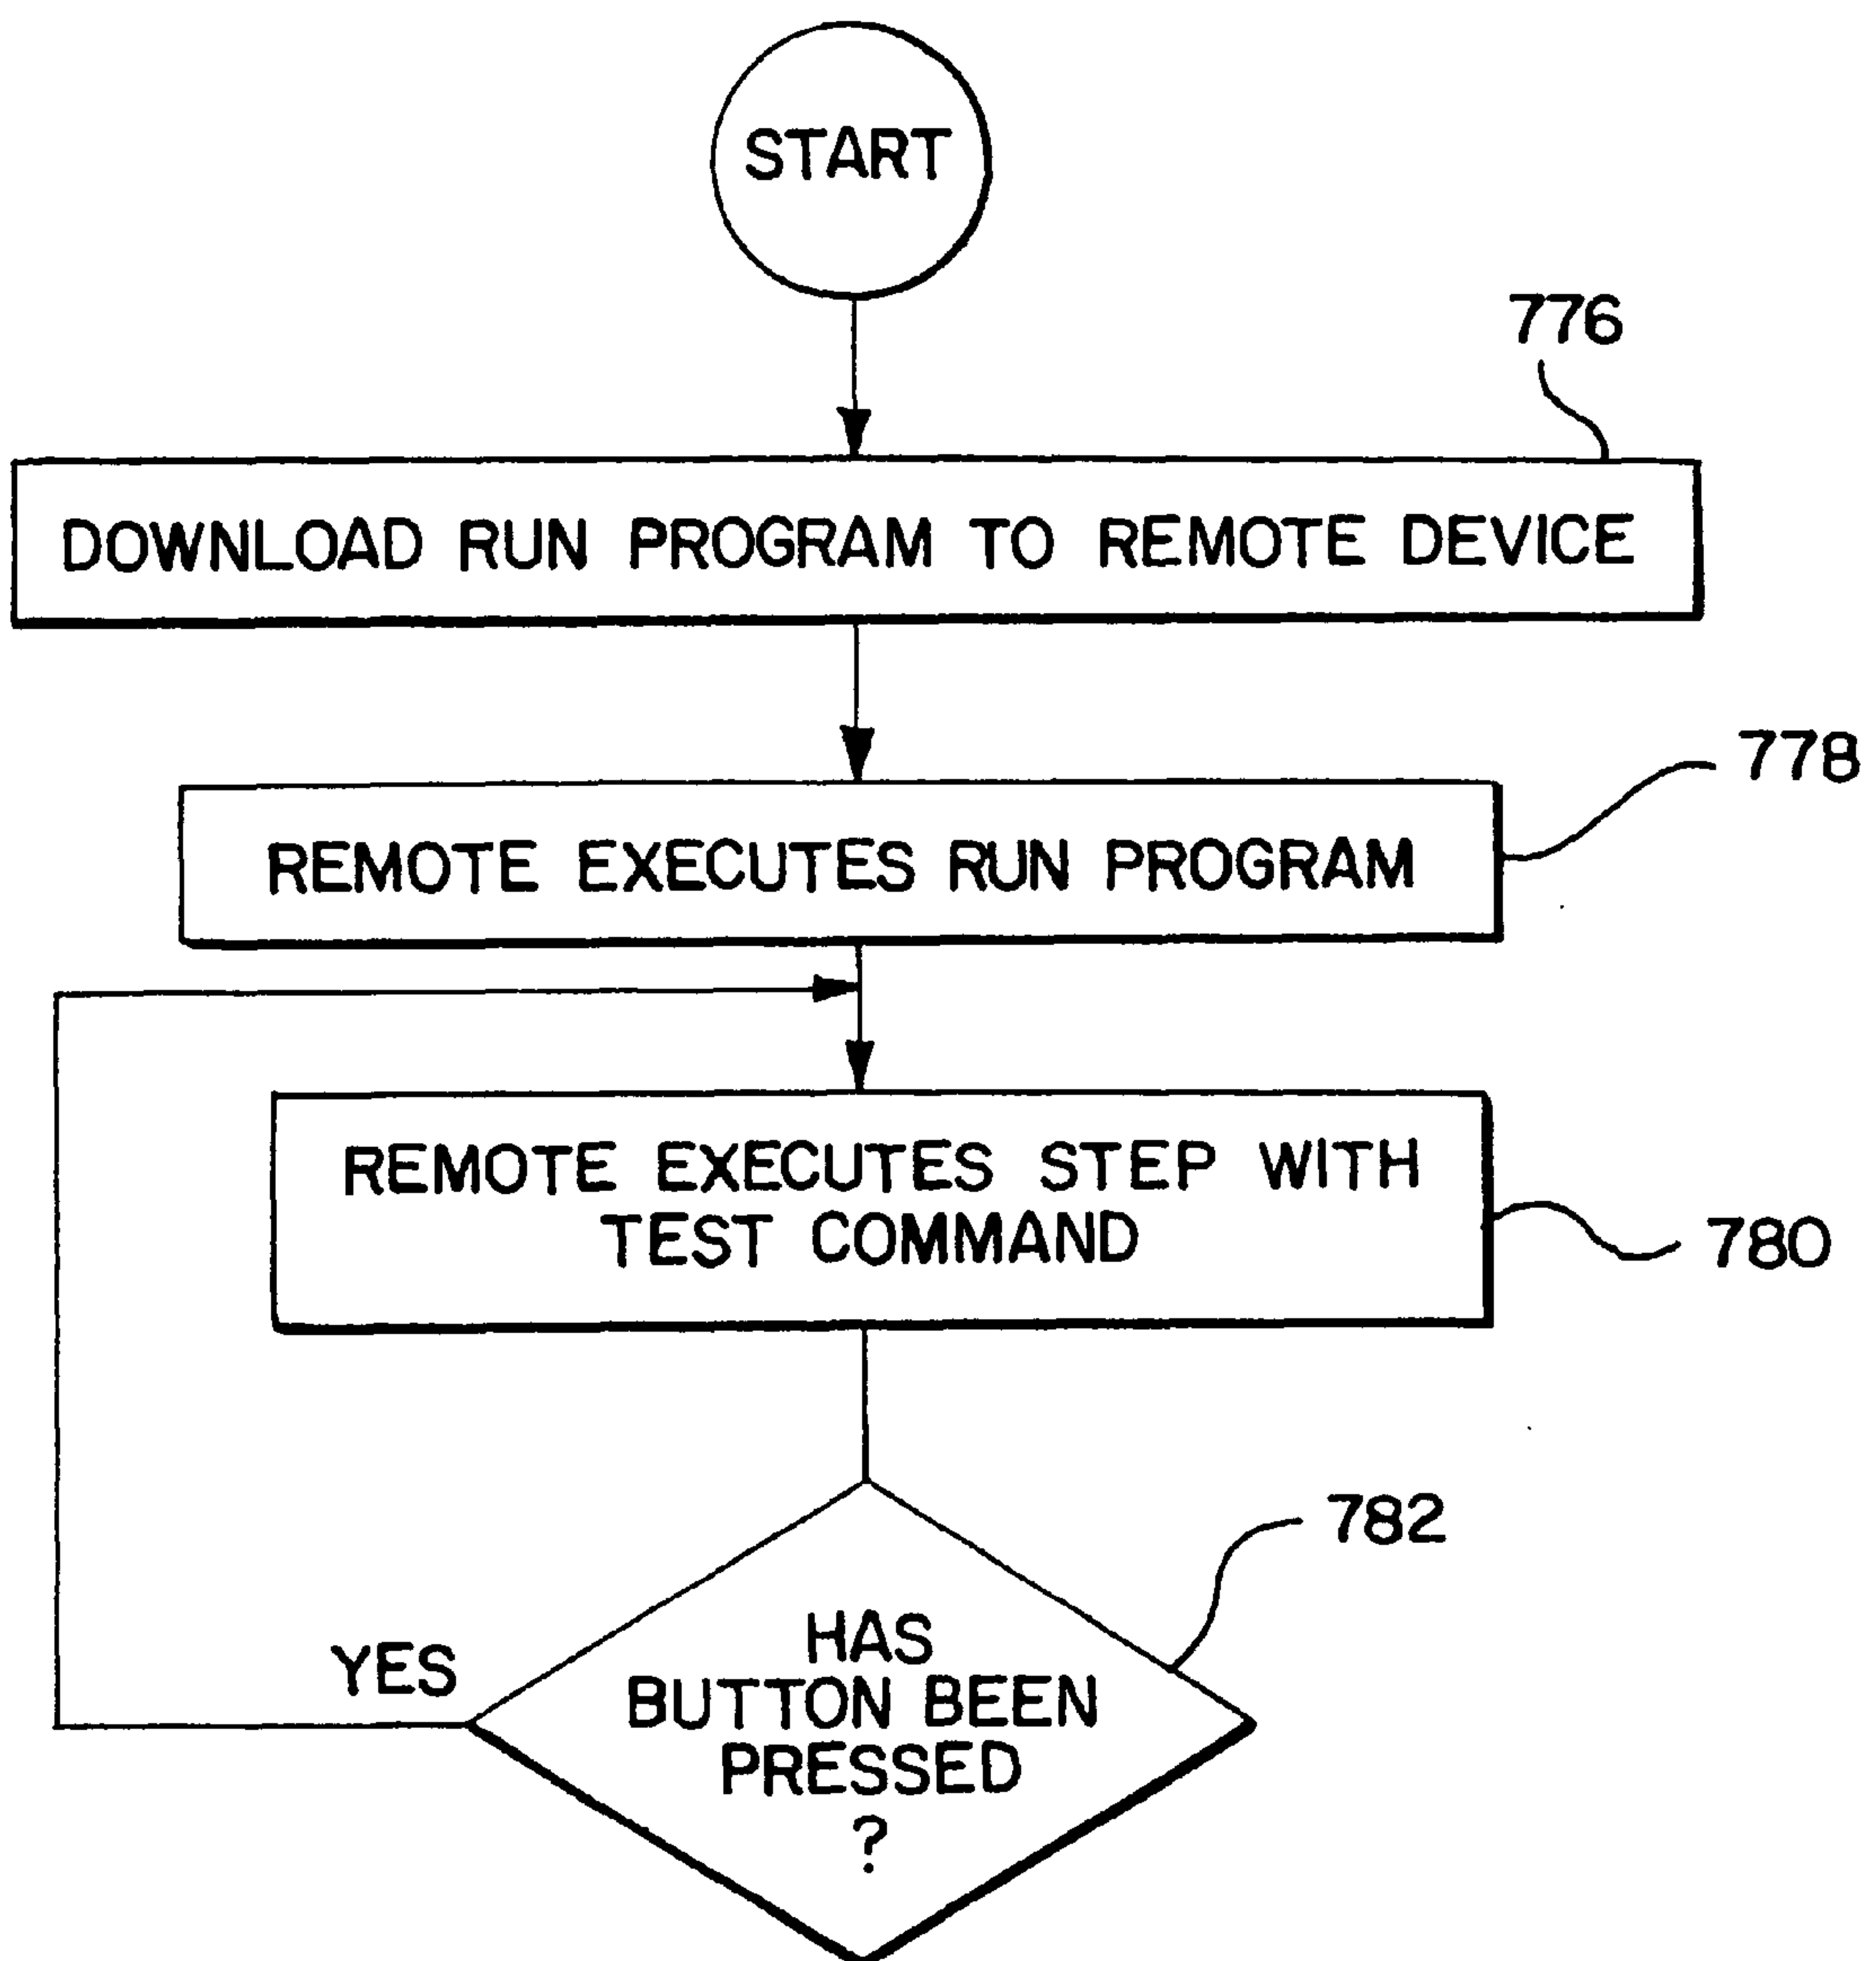 START
776
DOWNLOAD RUN PROGRAM TO REMOTE DEVICE
778
REMOTE EXECUTES RUN PROGRAM
REMOTE EXECUTES STEP WITH
TEST COMMAND
780
782
YES
HAS
BUTTON BEEN
PRESSED
?